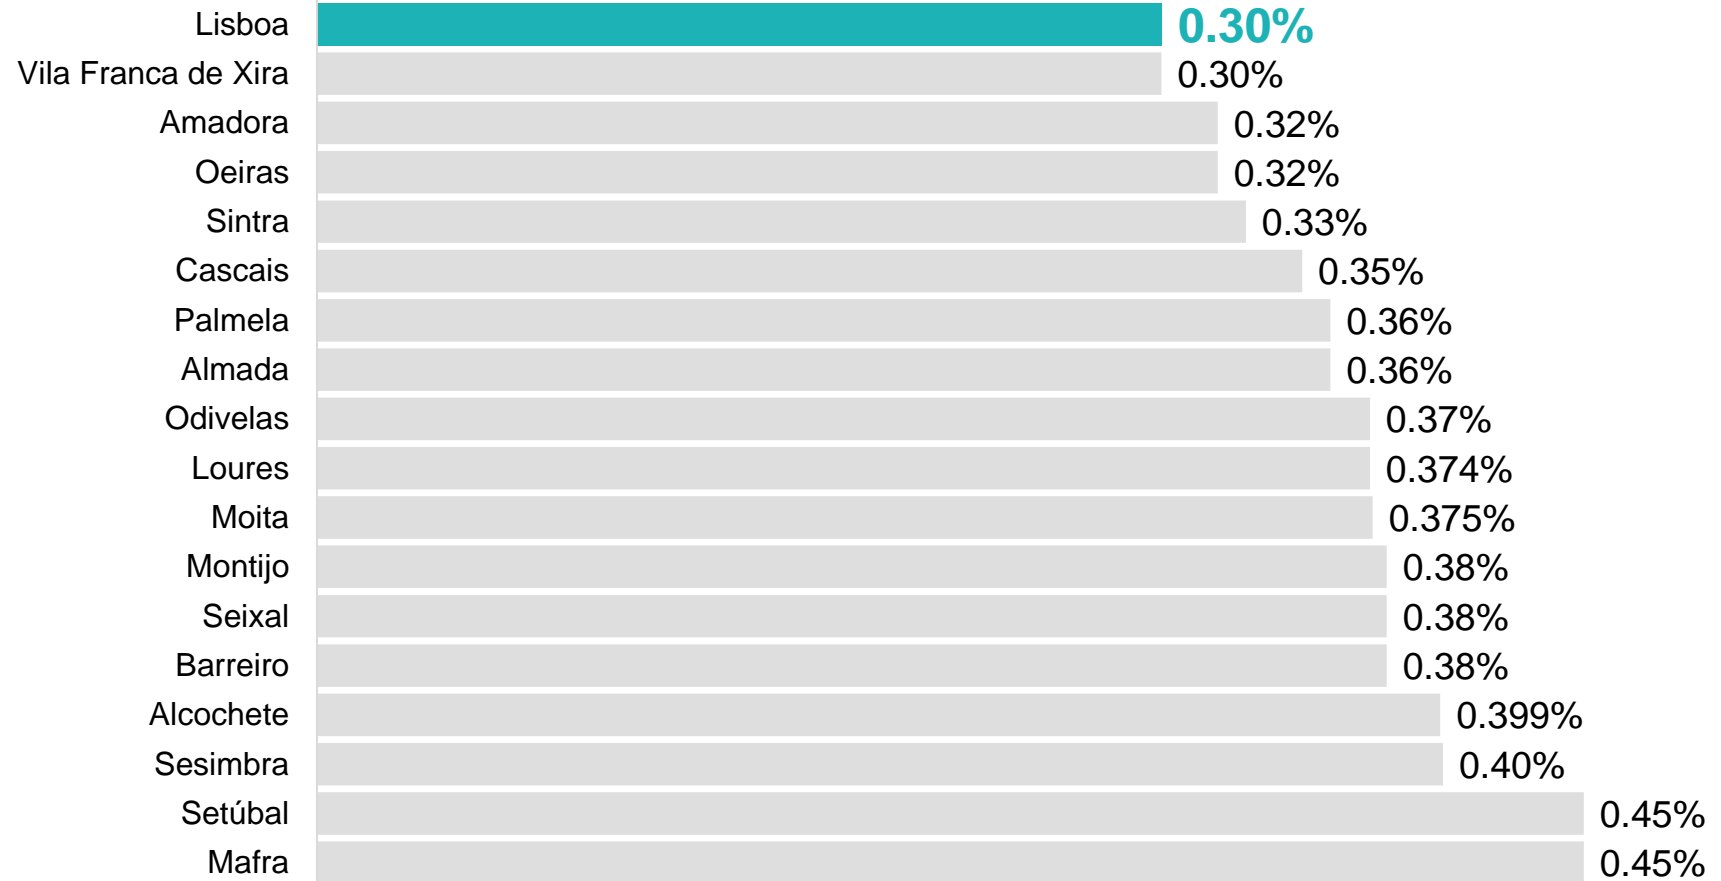 Lisboa 0.30%
Vila Franca de Xira 0.30%
Amadora 0.32%
Oeiras 0.32%
Sintra 0.33%
Cascais 0.35%
Palmela 0.36%
Almada 0.36%
Odivelas 0.37%
Loures 0.374%
Moita 0.375%
Montijo 0.38%
Seixal 0.38%
Barreiro 0.38%
Alcochete 0.399%
Sesimbra 0.40%
Setúbal 0.45%
Mafra 0.45%